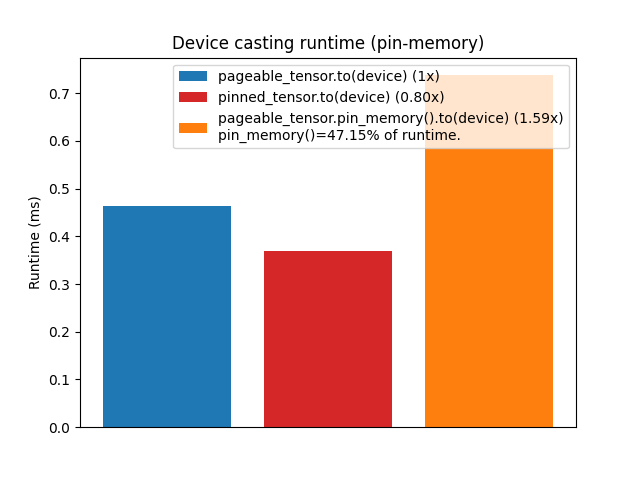 Device casting runtime (pin-memory)
pageable_tensor.to(device) (1x)
pinned_tensor.to(device) (0.80x)
pageable_tensor.pin_memory().to(device) (1.59x)
pin_memory()=47.15% of runtime.
Runtime (ms)
0.7
0.6
0.5
0.4
0.3
0.2
0.1
0.0